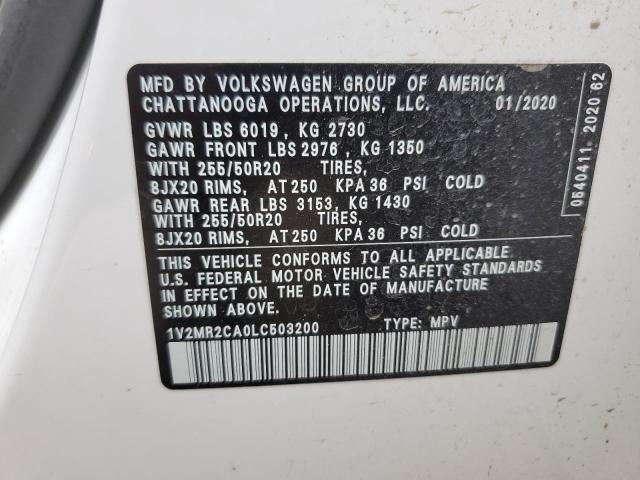 MFD BY VOLKSWAGEN GROUP OF AMERICA
CHATTANOOGA OPERATIONS, LLC. 01/2020
GVWR LBS 6019 , KG 2730
GAWR FRONT LBS 2976 , KG 1350
WITH 255/50R20 TIRES,
8JX20 RIMS, AT 250 KPA 36 PSI COLD
GAWR REAR LBS 3153, KG 1430
WITH 255/50R20 TIRES,
8JX20 RIMS, AT 250 KPA 36 PSI COLD
THIS VEHICLE CONFORMS TO ALL APPLICABLE
U.S. FEDERAL MOTOR VEHICLE SAFETY STANDARDS
IN EFFECT ON THE DATE OF MANUFACTURE
SHOWN ABOVE.
1V2MR2CA0LC503200 TYPE: MPV
0540411 2020 62